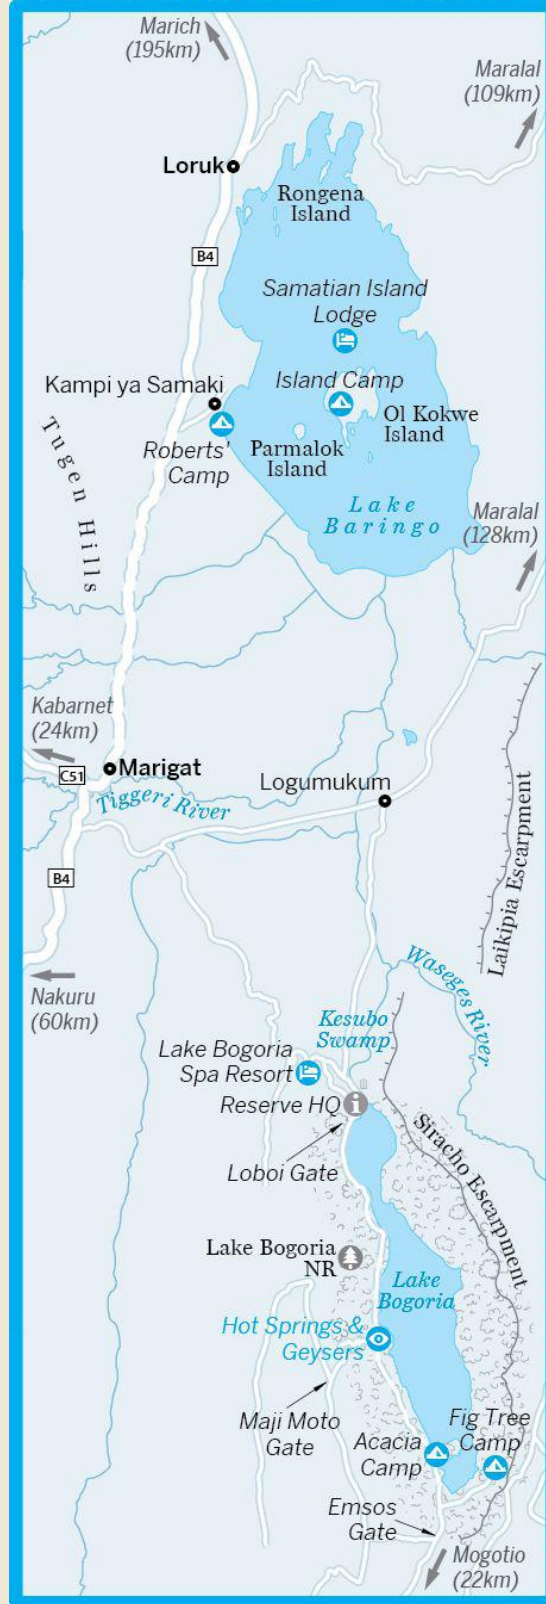 Marich
(195km)
Maralal
(109km)
Loruk
Rongena
Island
B4
Samatian Island
Lodge
Kampi ya Samaki
Island Camp
Ol Kokwe
Island
Roberts'
Camp
Parmalok
Island
Tugen Hills
Lake
Baringo
Maralal
(128km)
Kabarnet
(24km)
C51
Marigat
Tiggeri River
Logumukum
Laikipia Escarpment
B4
Nakuru
(60km)
Waseges River
Kesubo
Swamp
Lake Bogoria
Spa Resort
Reserve HQ
Loboi Gate
Siracho Escarpment
Lake Bogoria
NR
Lake
Bogoria
Hot Springs &
Geysers
Maji Moto
Gate
Acacia
Camp
Fig Tree
Camp
Emsos
Gate
Mogotio
(22km)